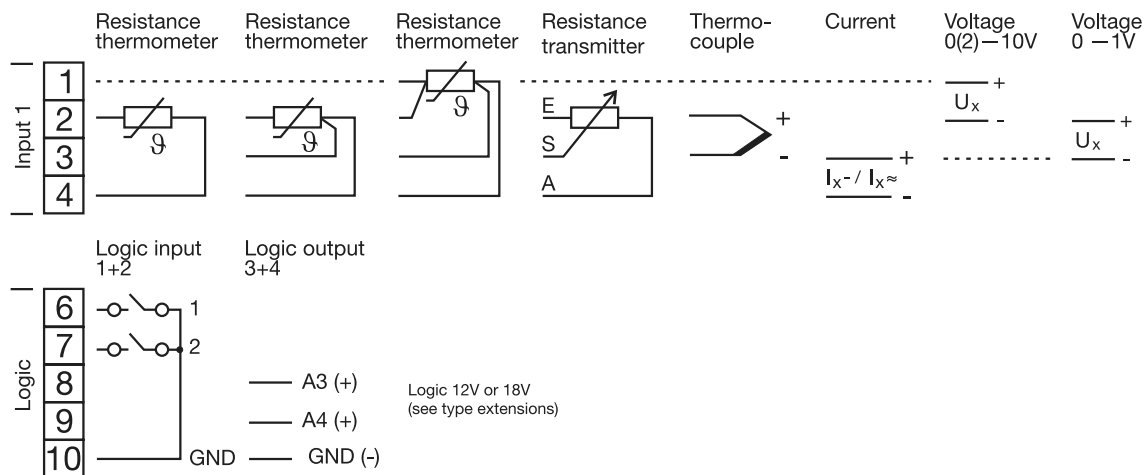 Resistance thermometer
Resistance thermometer
Resistance thermometer
Resistance transmitter
Thermo-
couple
Current
Voltage
0(2)—10V
Voltage
0 —1V
Input 1
1
2
3
4
ϑ
ϑ
ϑ
E
S
A
+
-
+
Iₓ- / Iₓ≈
-
+
Uₓ
-
+
Uₓ
-
Logic input
1+2
Logic output
3+4
Logic
6
7
8
9
10
1
2
GND
A3 (+)
A4 (+)
GND (-)
Logic 12V or 18V
(see type extensions)